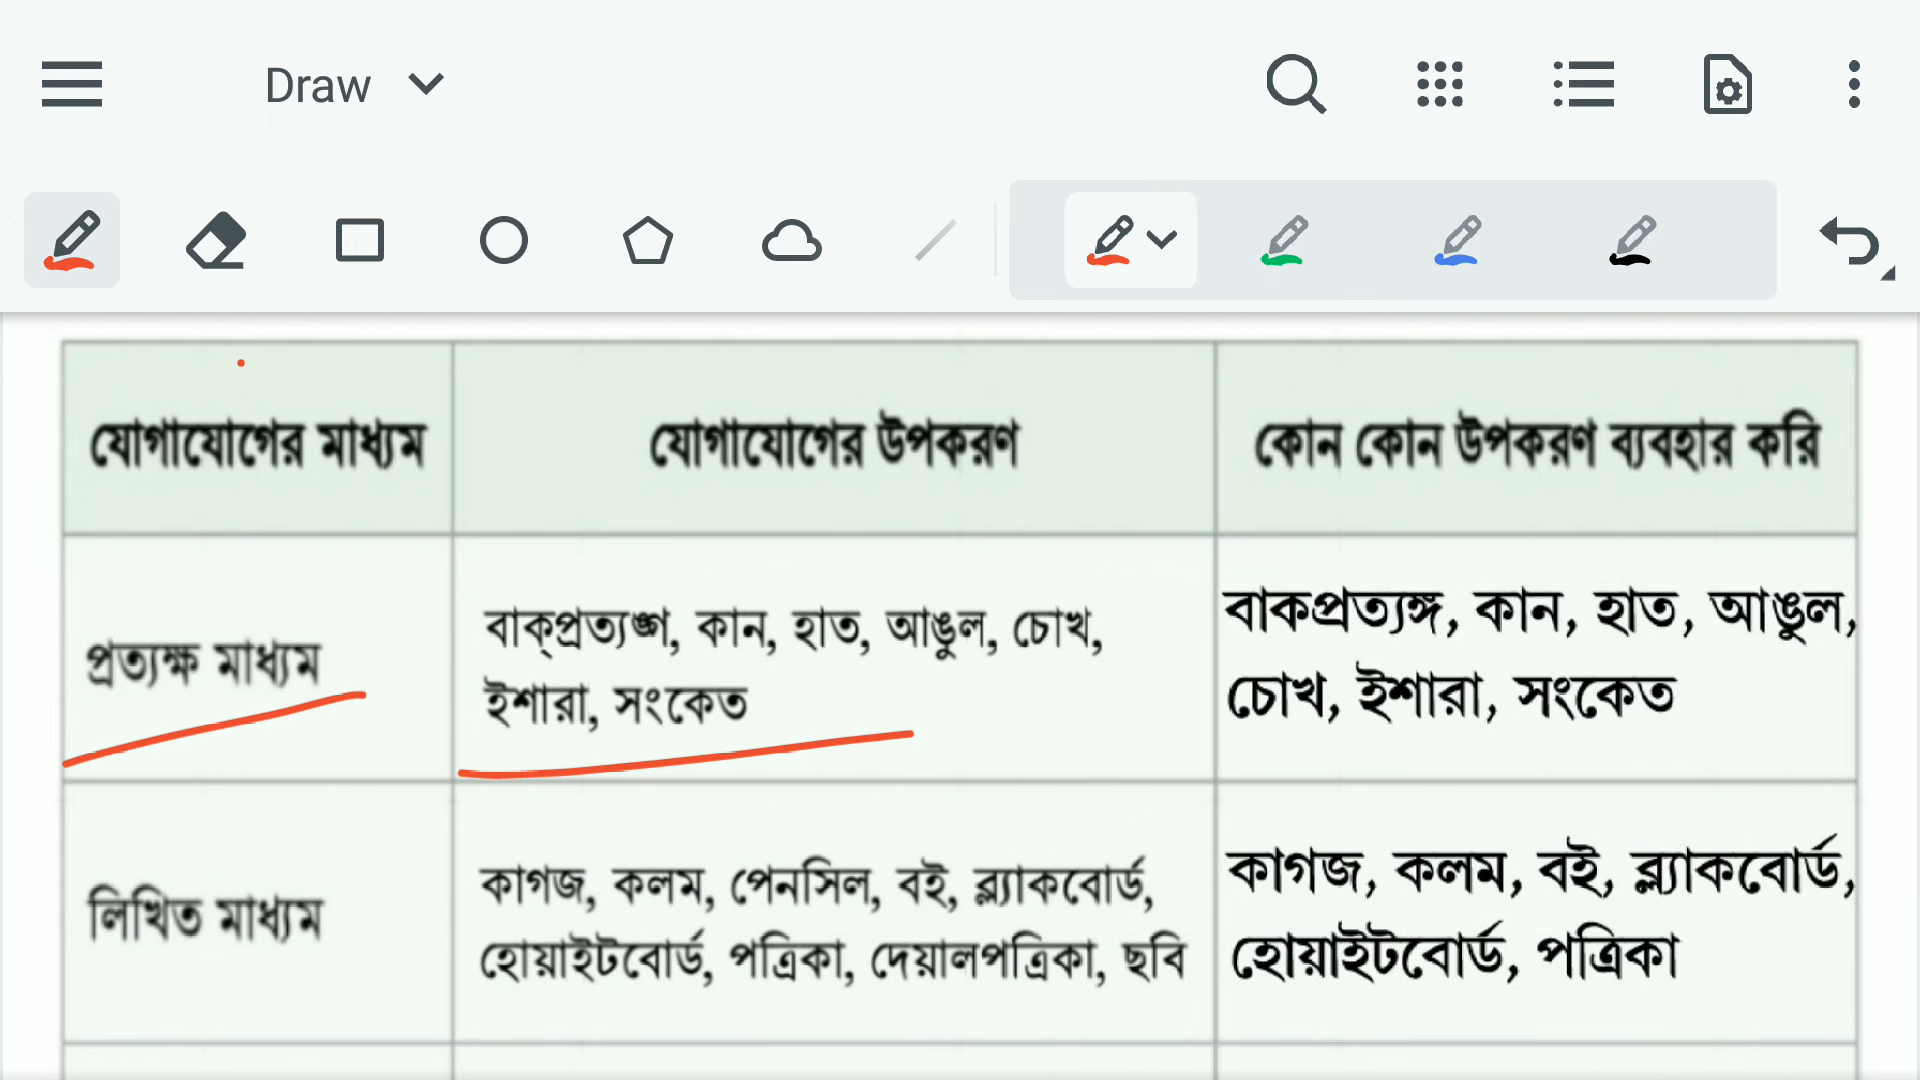 Draw
যোগাযোগের মাধ্যম
যোগাযোগের উপকরণ
কোন কোন উপকরণ ব্যবহার করি
প্রত্যক্ষ মাধ্যম
বাক্‌প্রত্যঙ্গ, কান, হাত, আঙুল, চোখ,
ইশারা, সংকেত
বাকপ্রত্যঙ্গ, কান, হাত, আঙুল,
চোখ, ইশারা, সংকেত
লিখিত মাধ্যম
কাগজ, কলম, পেনসিল, বই, ব্ল্যাকবোর্ড,
হোয়াইটবোর্ড, পত্রিকা, দেয়ালপত্রিকা, ছবি
কাগজ, কলম, বই, ব্ল্যাকবোর্ড,
হোয়াইটবোর্ড, পত্রিকা